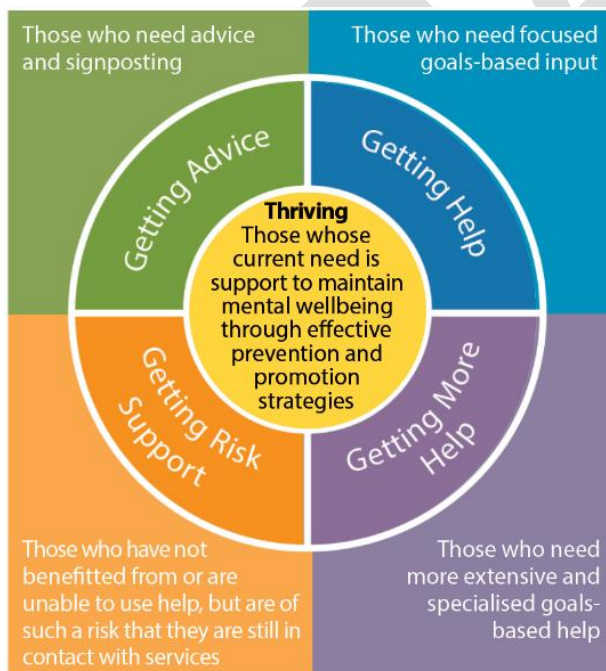 Those who need advice
and signposting
Those who need focused
goals-based input
Getting Advice
Getting Help
Thriving
Those whose
current need is
support to maintain
mental wellbeing
through effective
prevention and
promotion
strategies
Getting Risk
Support
Getting More
Help
Those who have not
benefitted from or are
unable to use help, but are of
such a risk that they are still in
contact with services
Those who need
more extensive and
specialised goals-
based help